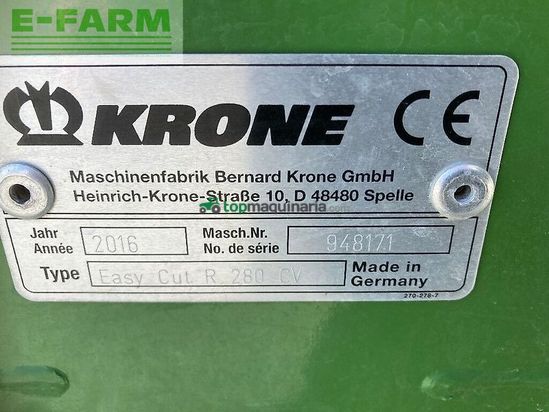 E-FARM
KRONE CE
Maschinenfabrik Bernard Krone GmbH
Heinrich-Krone-Straße 10, D 48480 Spelle
topmaquinaria.com
Jahr Année 2016 Masch.Nr. No. de série 948171
Type Easy Cut R 280 CV Made in Germany
270-278-7